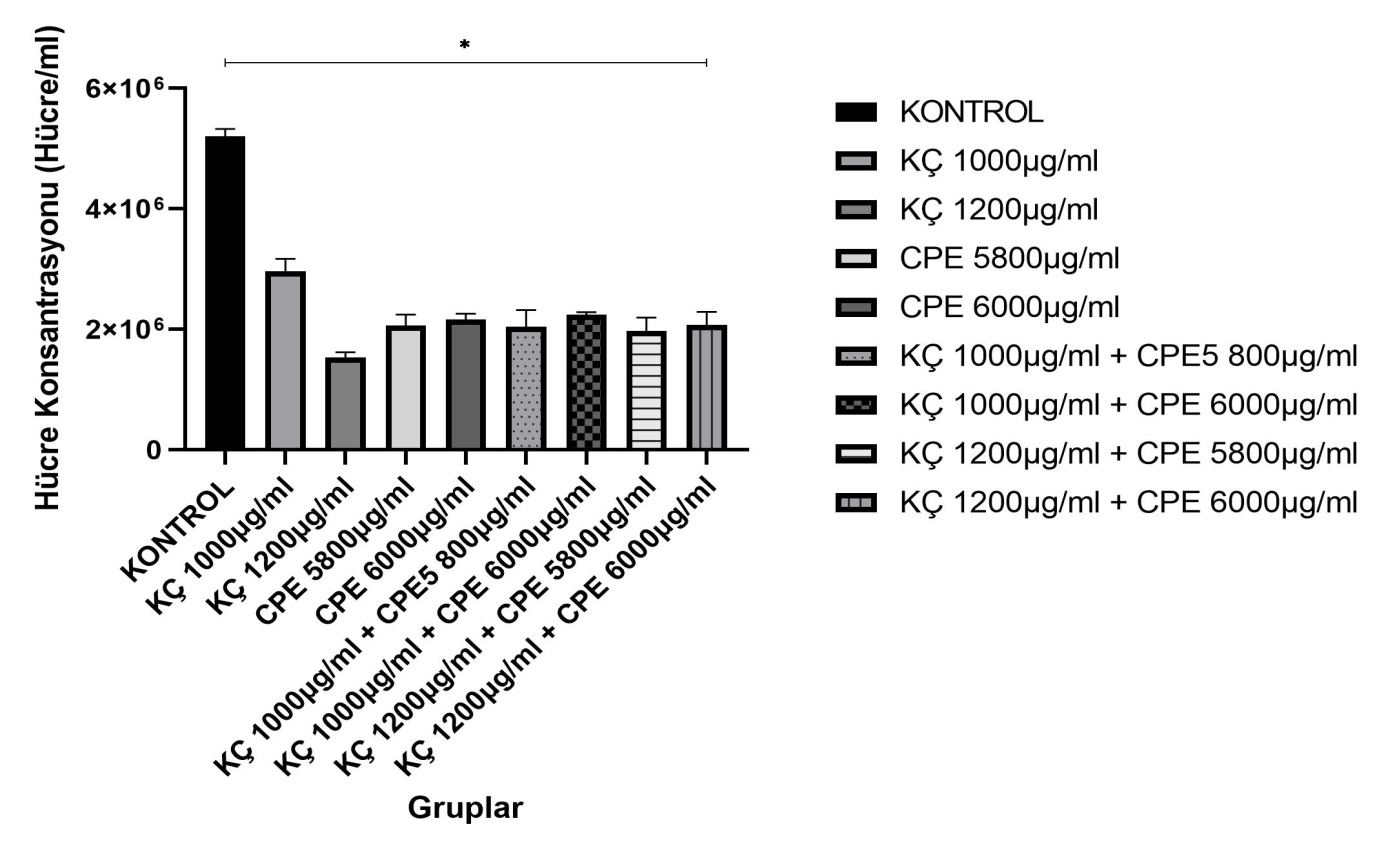 *
Hücre Konsantrasyonu (Hücre/ml)
6×10⁶
4×10⁶
2×10⁶
0
KONTROL
KÇ 1000µg/ml
KÇ 1200µg/ml
CPE 5800µg/ml
CPE 6000µg/ml
KÇ 1000µg/ml + CPE5 800µg/ml
KÇ 1000µg/ml + CPE 6000µg/ml
KÇ 1200µg/ml + CPE 5800µg/ml
KÇ 1200µg/ml + CPE 6000µg/ml
Gruplar
KONTROL
KÇ 1000µg/ml
KÇ 1200µg/ml
CPE 5800µg/ml
CPE 6000µg/ml
KÇ 1000µg/ml + CPE5 800µg/ml
KÇ 1000µg/ml + CPE 6000µg/ml
KÇ 1200µg/ml + CPE 5800µg/ml
KÇ 1200µg/ml + CPE 6000µg/ml